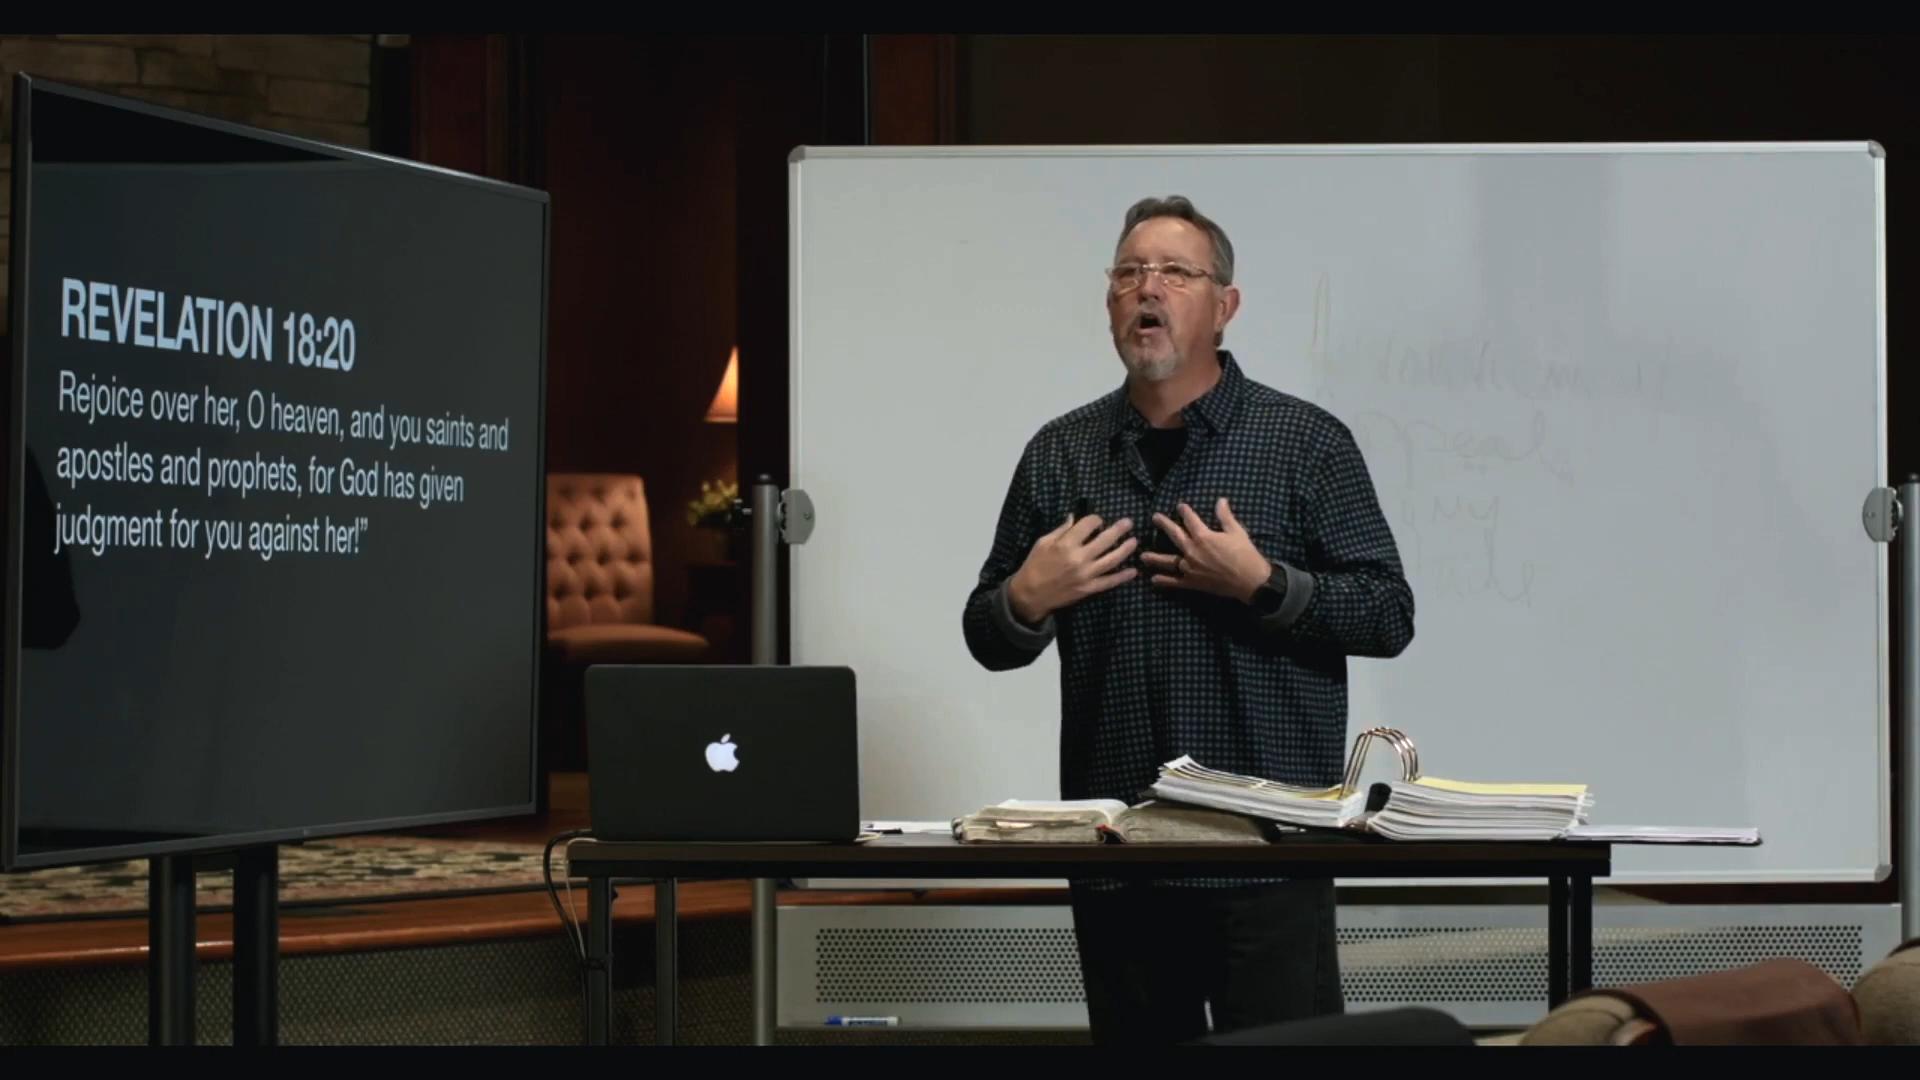 REVELATION 18:20
Rejoice over her, O heaven, and you saints and
apostles and prophets, for God has given
judgment for you against her!”